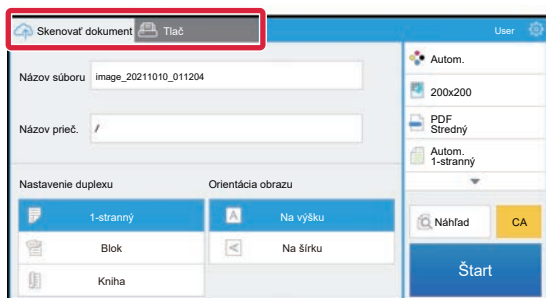 Skenovať dokument Tlač User
Názov súboru image_20211010_011204
Názov prieč. /
Nastavenie duplexu Orientácia obrazu
1-stranný A Na výšku
Blok Na šírku
Kniha
Autom.
200x200
PDF
Stredný
Autom.
1-stranný
Náhľad CA
Štart